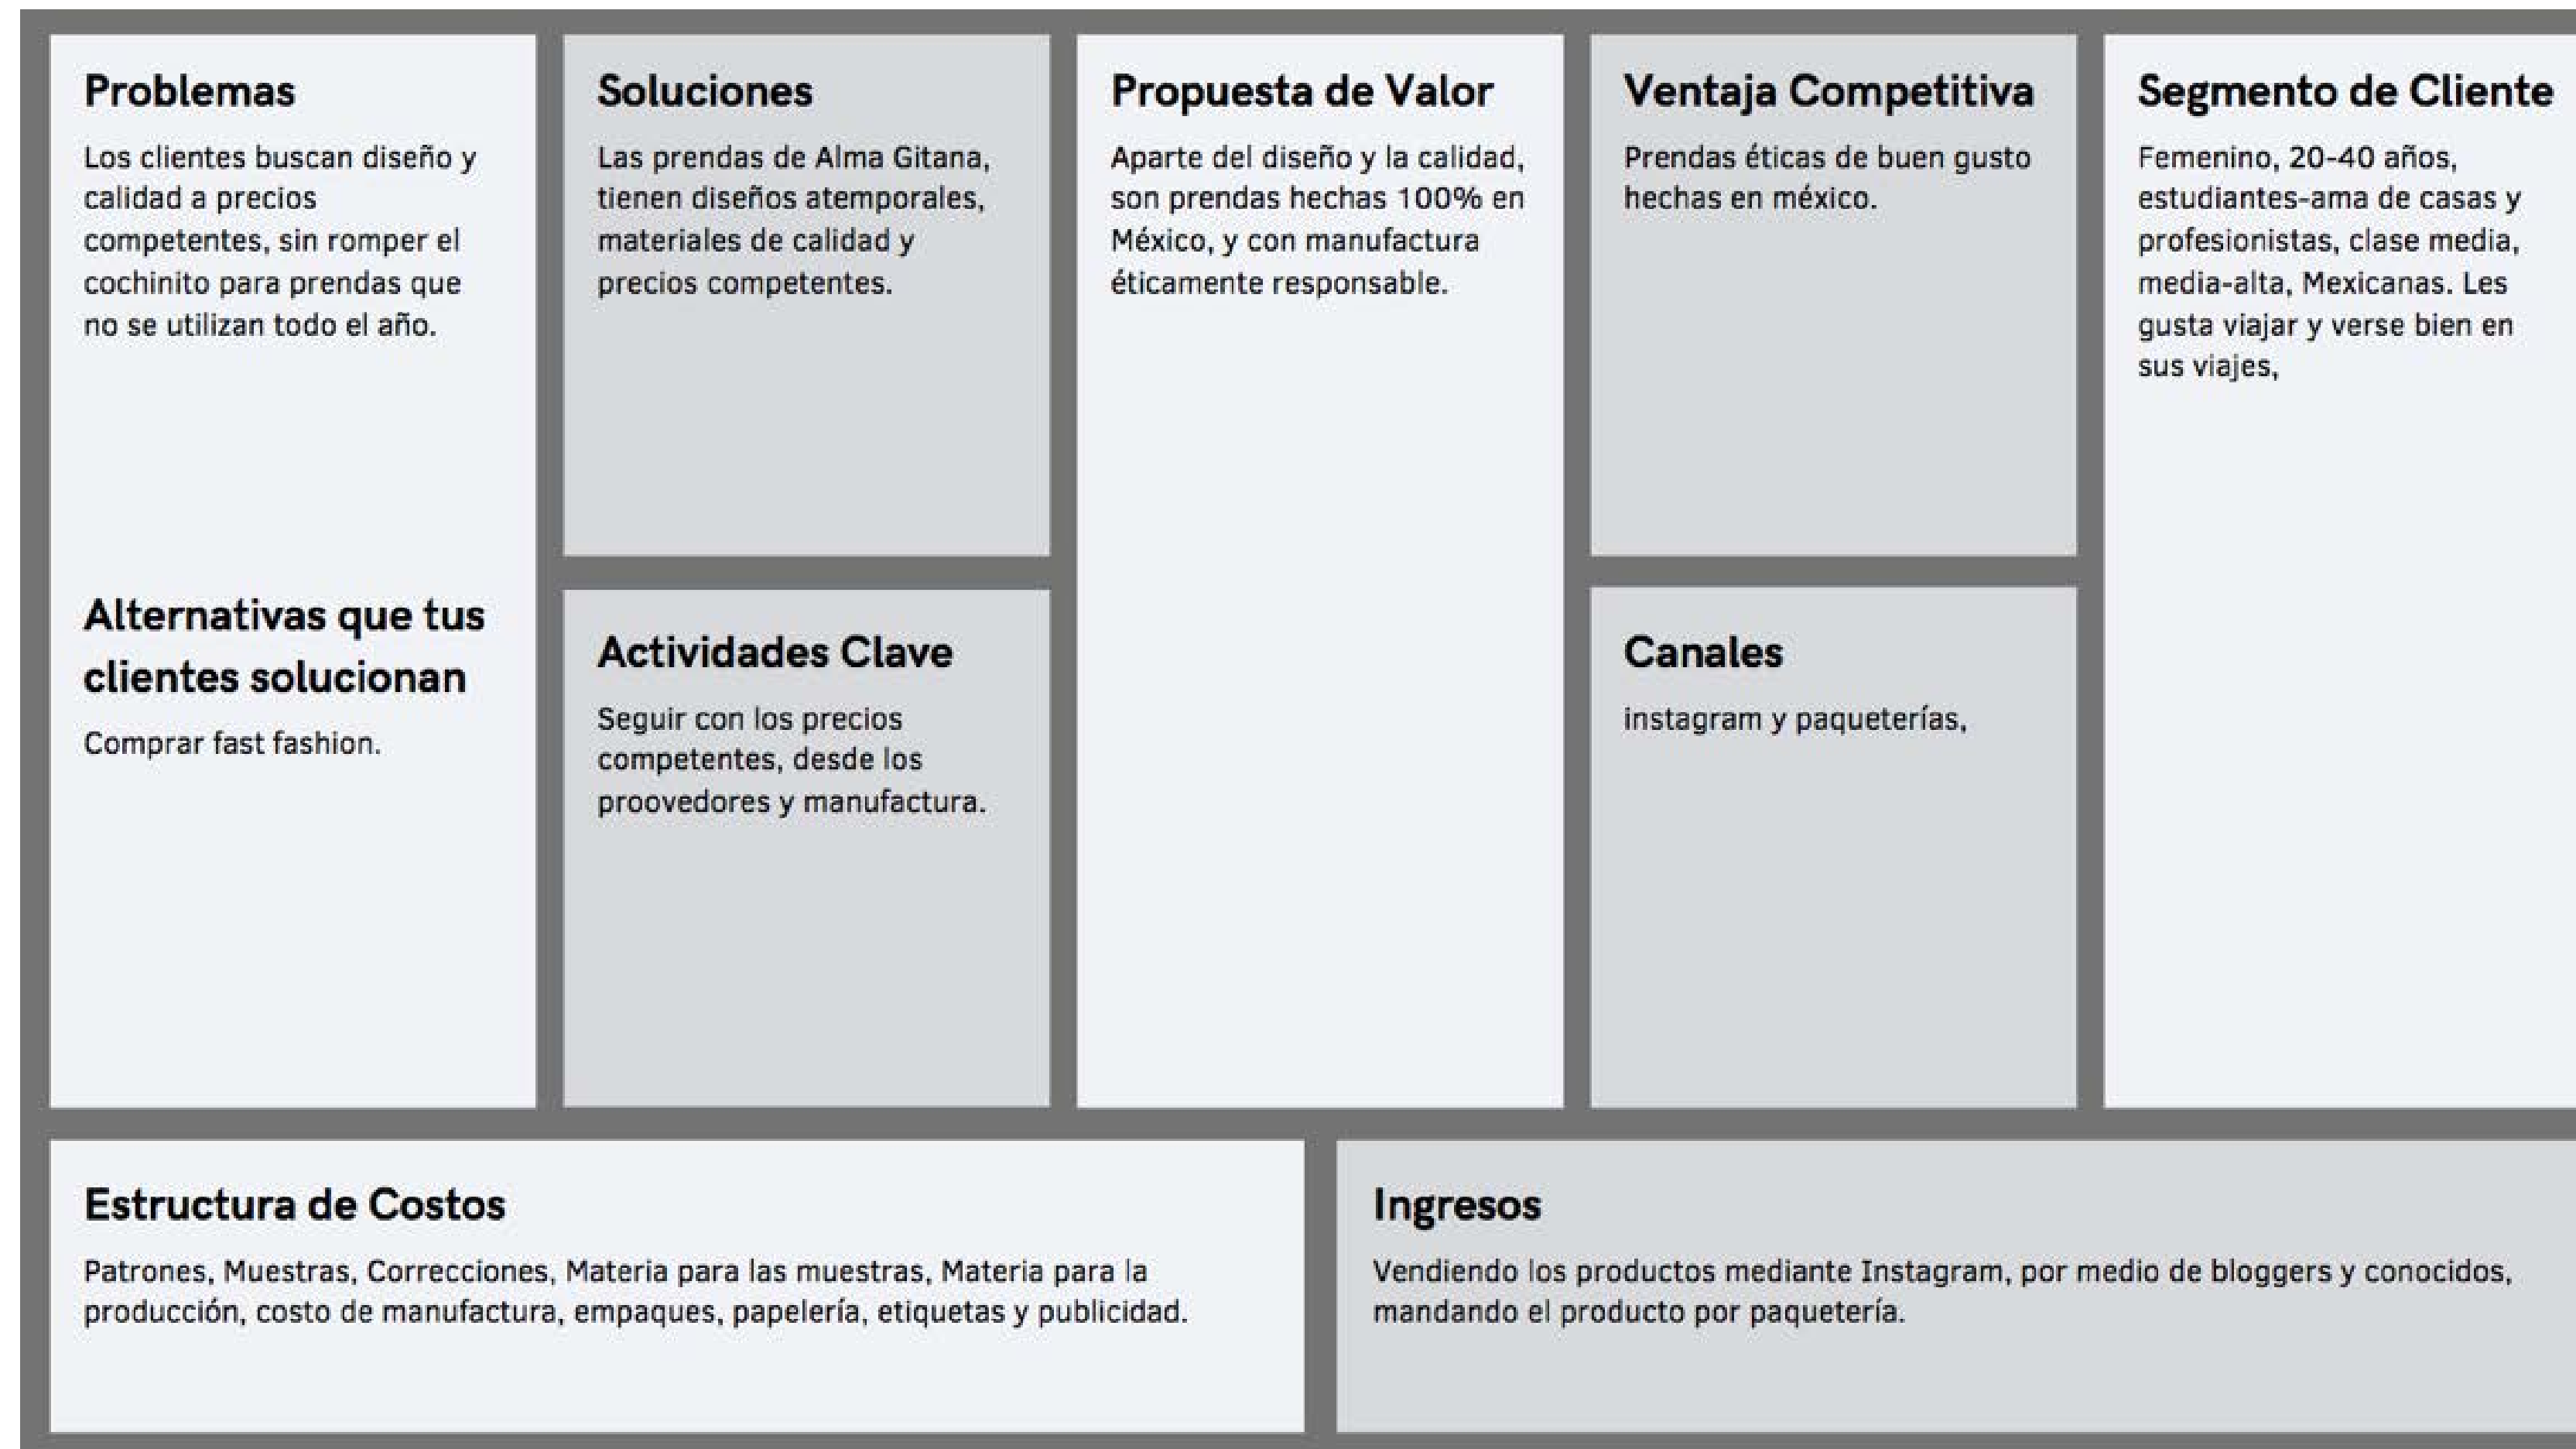 Problemas
Los clientes buscan diseño y
calidad a precios
competentes, sin romper el
cochinito para prendas que
no se utilizan todo el año.
Alternativas que tus
clientes solucionan
Comprar fast fashion.
Soluciones
Las prendas de Alma Gitana,
tienen diseños atemporales,
materiales de calidad y
precios competentes.
Actividades Clave
Seguir con los precios
competentes, desde los
proovedores y manufactura.
Propuesta de Valor
Aparte del diseño y la calidad,
son prendas hechas 100% en
México, y con manufactura
éticamente responsable.
Ventaja Competitiva
Prendas éticas de buen gusto
hechas en méxico.
Canales
instagram y paqueterías,
Segmento de Cliente
Femenino, 20-40 años,
estudiantes-ama de casas y
profesionistas, clase media,
media-alta, Mexicanas. Les
gusta viajar y verse bien en
sus viajes,
Estructura de Costos
Patrones, Muestras, Correcciones, Materia para las muestras, Materia para la
producción, costo de manufactura, empaques, papelería, etiquetas y publicidad.
Ingresos
Vendiendo los productos mediante Instagram, por medio de bloggers y conocidos,
mandando el producto por paquetería.